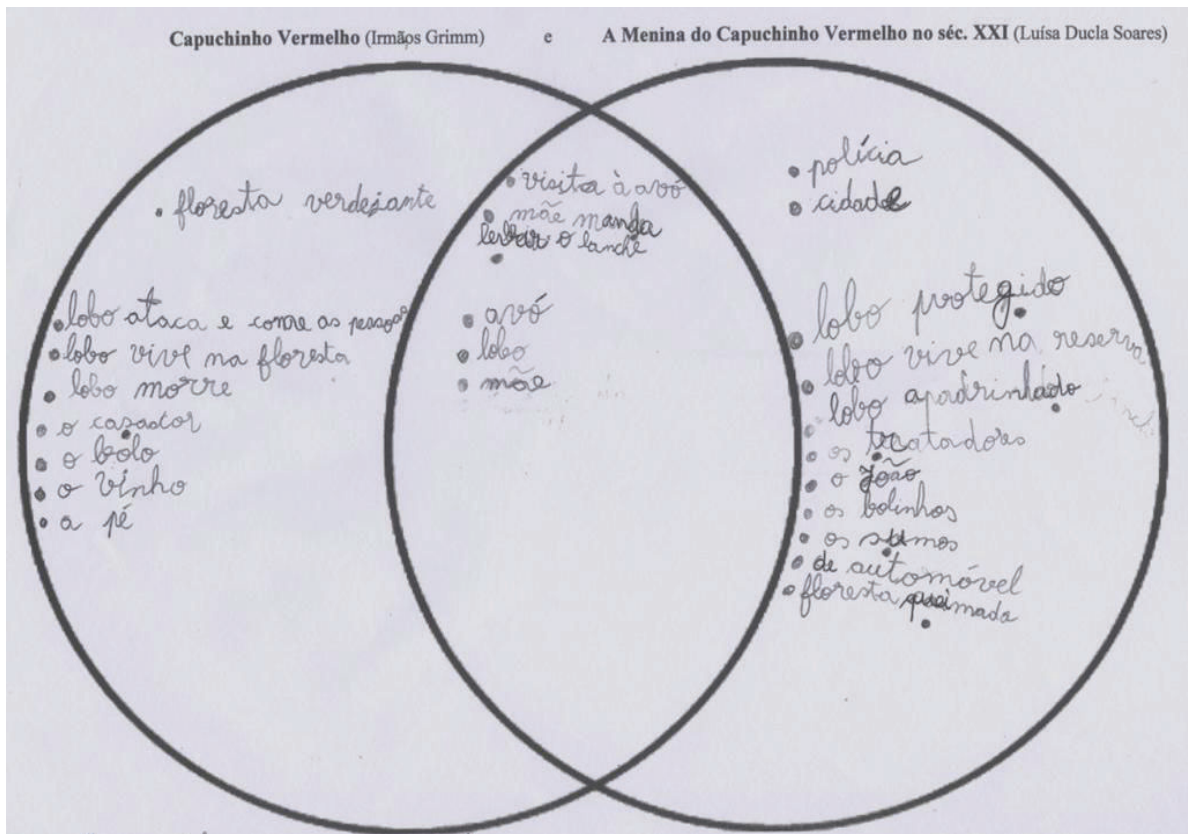 Capuchinho Vermelho (Irmãos Grimm) e A Menina do Capuchinho Vermelho no séc. XXI (Luísa Ducla Soares)
• floresta verdejante
• lobo ataca e come as pessoas
• lobo vive na floresta
• lobo morre
• o casador
• o bolo
• o vinho
• a pé
• visita à avó
• mãe manda
levar o lanche
•
• avó
• lobo
• mãe
• polícia
• cidade
• lobo protegido
• lobo vive na reserva
• lobo apadrinhado
• os tratadores
• o João
• os bolinhos
• os sumos
• de automóvel
• floresta queimada